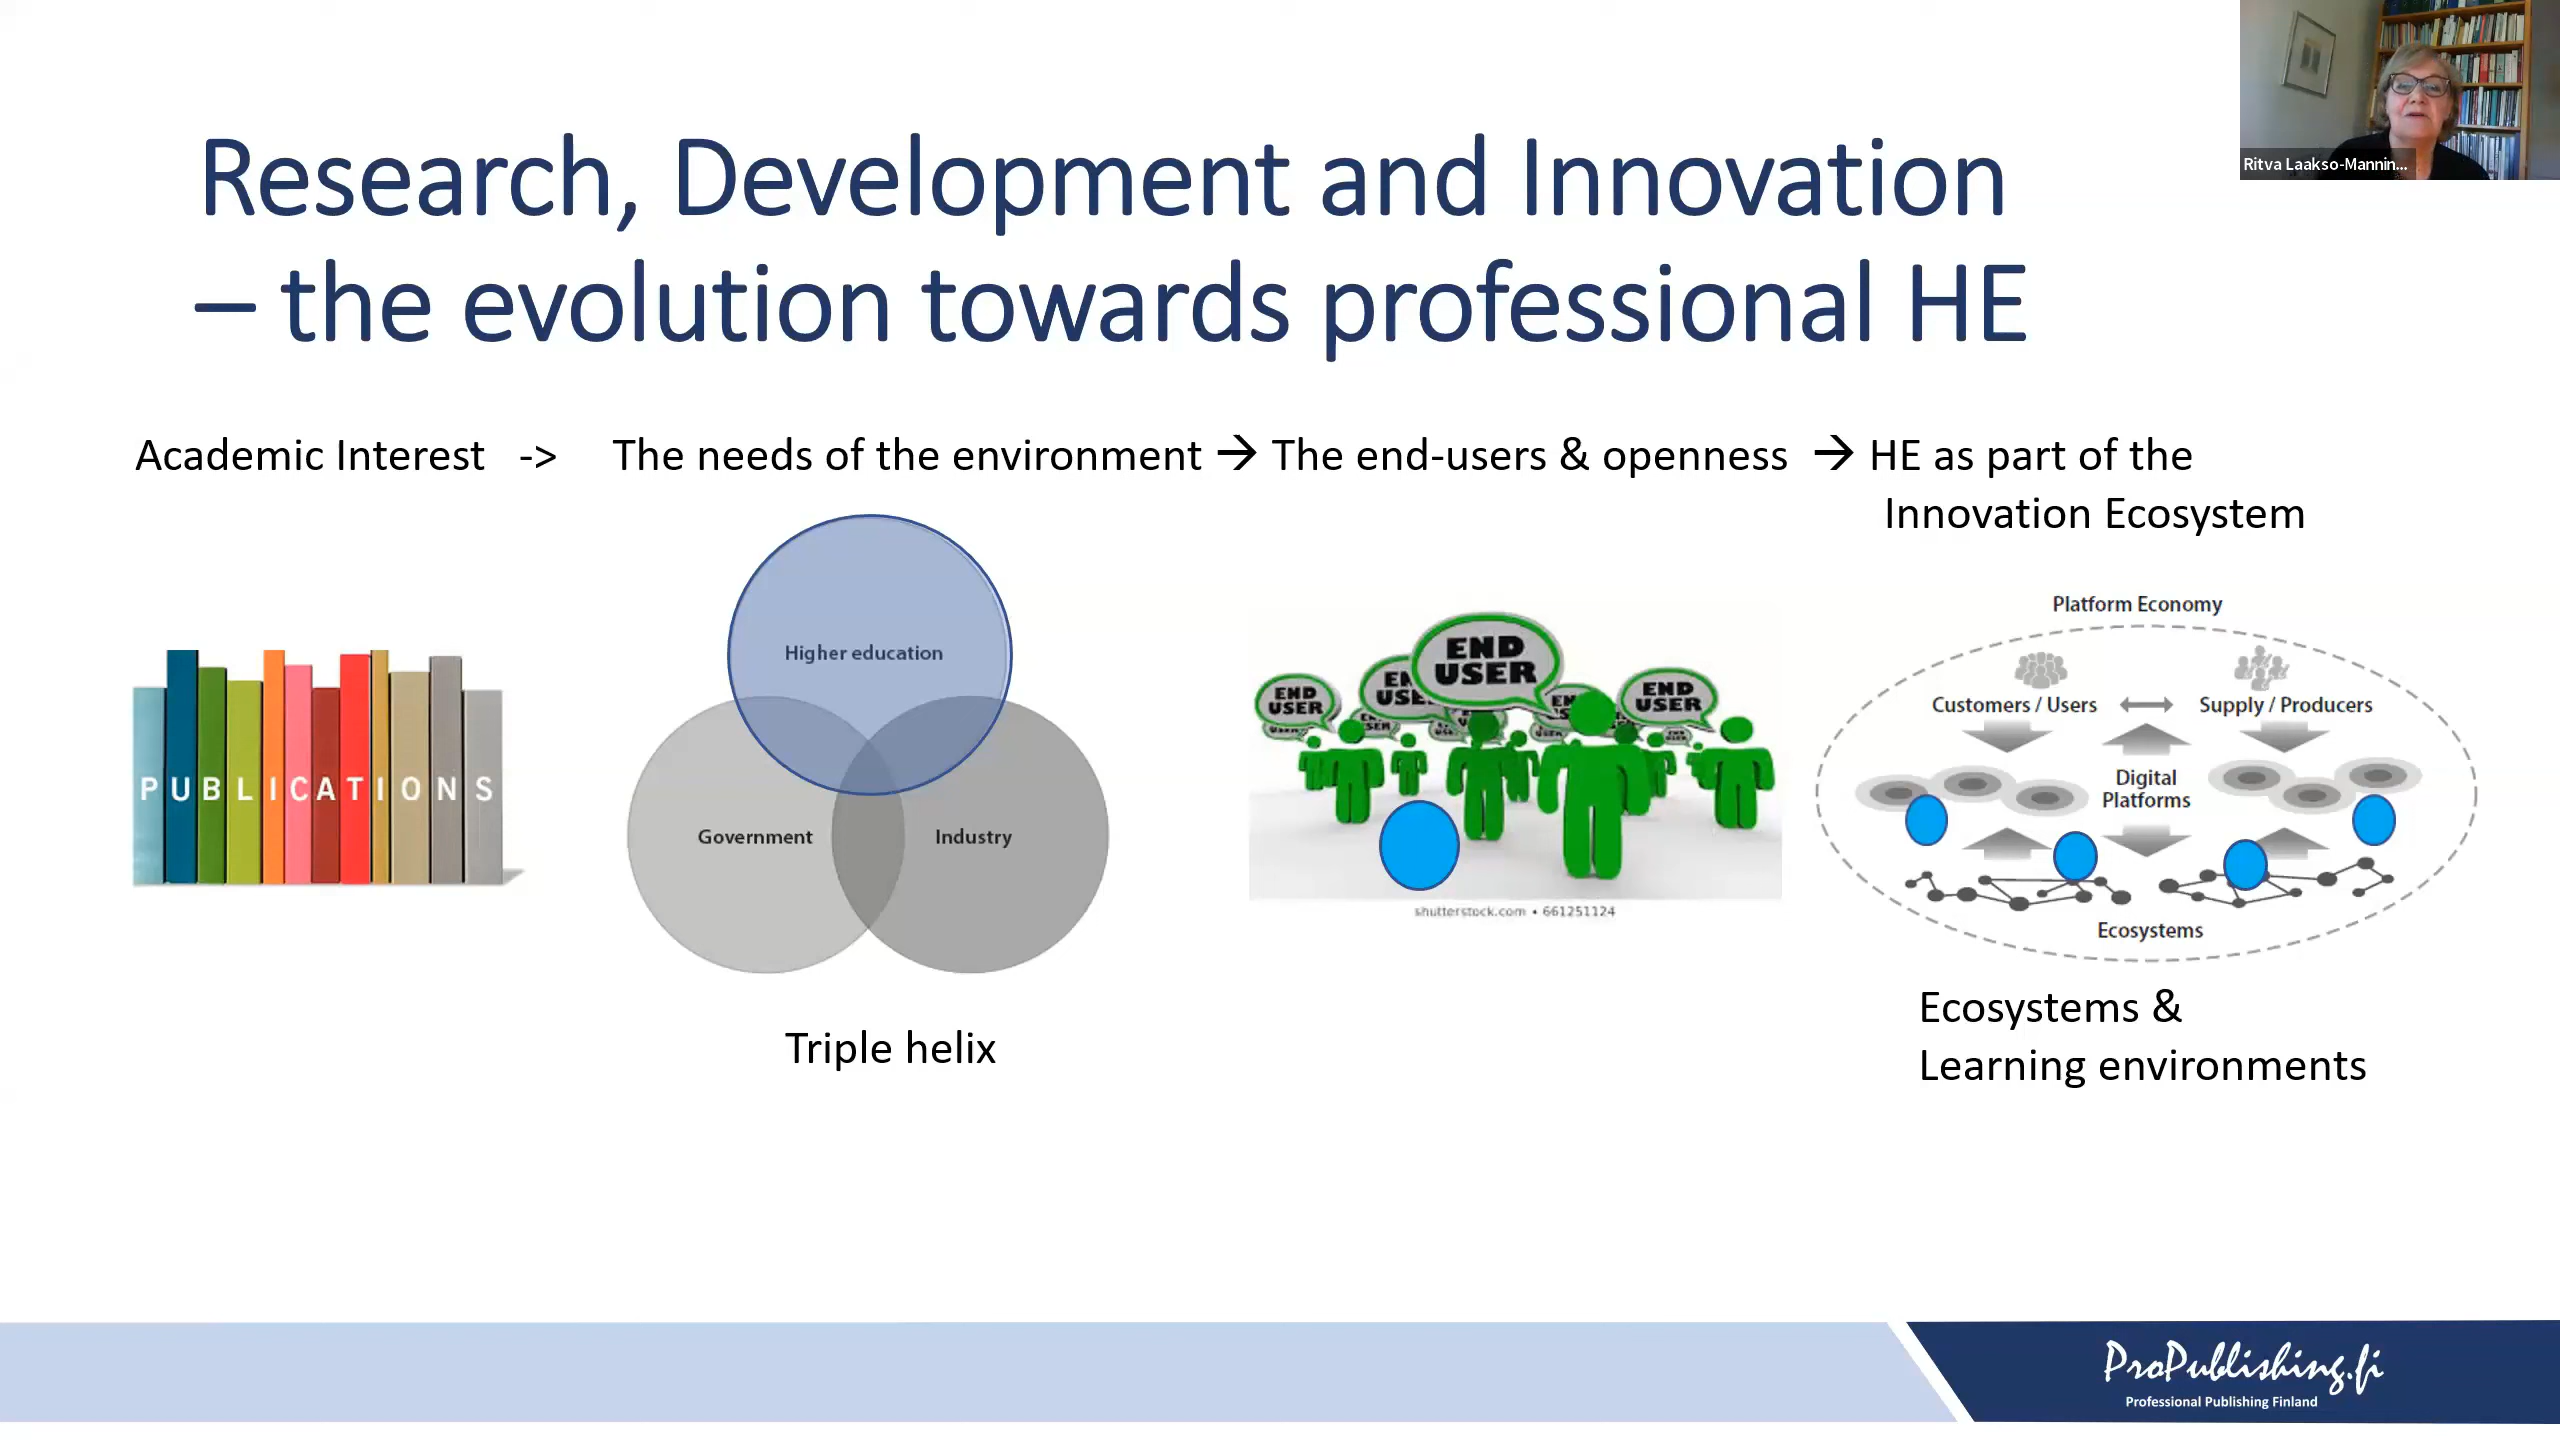 Ritva Laakso-Mannin...
Research, Development and Innovation
– the evolution towards professional HE
Academic Interest -> The needs of the environment → The end-users & openness → HE as part of the
Innovation Ecosystem
PUBLICATIONS
Higher education
Government
Industry
Triple helix
END
USER
END
USER
END
USER
shutterstock.com • 661251124
Platform Economy
Customers / Users
Supply / Producers
Digital
Platforms
Ecosystems
Ecosystems &
Learning environments
ProPublishing.fi
Professional Publishing Finland